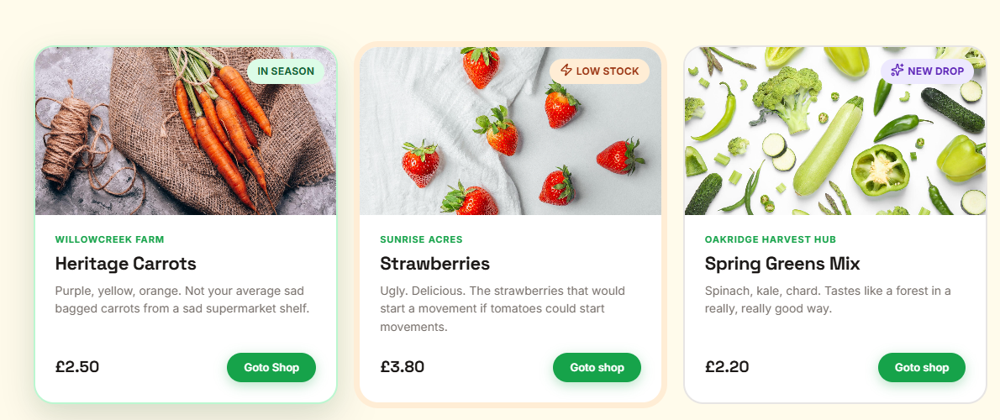 IN SEASON
WILLOWCREEK FARM
Heritage Carrots
Purple, yellow, orange. Not your average sad
bagged carrots from a sad supermarket shelf.
£2.50
Goto Shop
LOW STOCK
SUNRISE ACRES
Strawberries
Ugly. Delicious. The strawberries that would
start a movement if tomatoes could start
movements.
£3.80
Goto shop
NEW DROP
OAKRIDGE HARVEST HUB
Spring Greens Mix
Spinach, kale, chard. Tastes like a forest in a
really, really good way.
£2.20
Goto shop